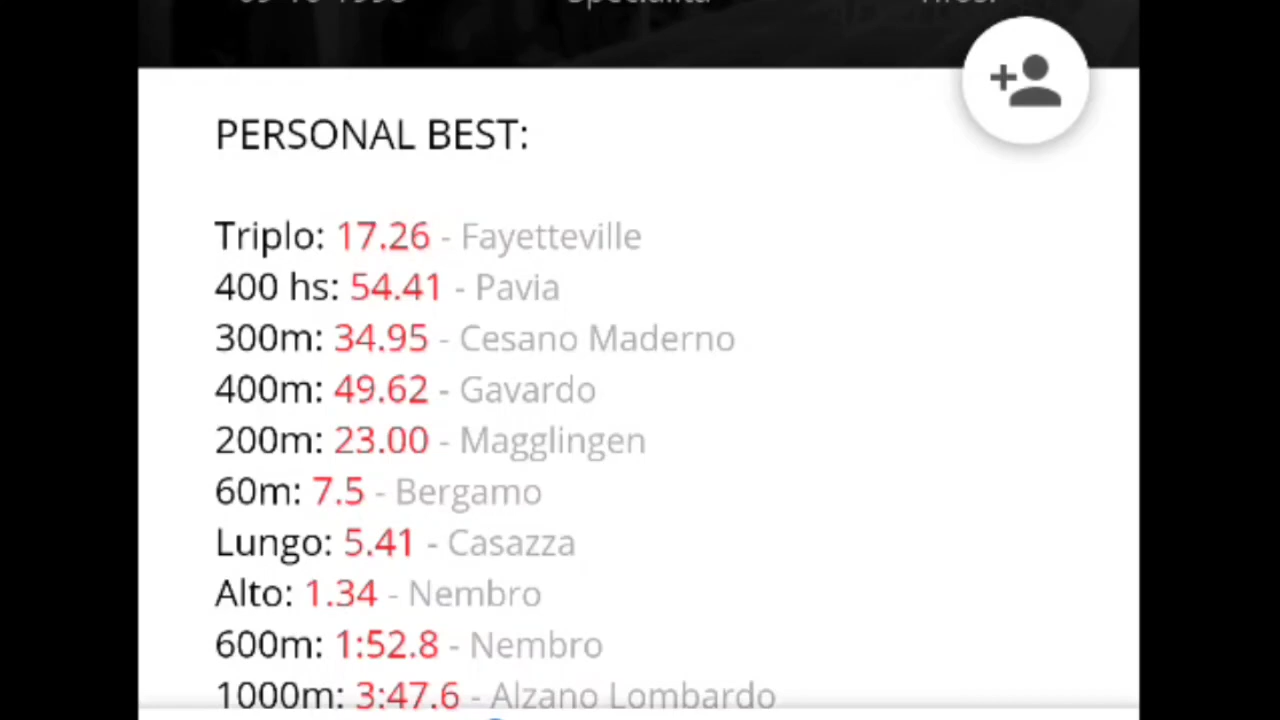 PERSONAL BEST:
Triplo: 17.26 - Fayetteville
400 hs: 54.41 - Pavia
300m: 34.95 - Cesano Maderno
400m: 49.62 - Gavardo
200m: 23.00 - Magglingen
60m: 7.5 - Bergamo
Lungo: 5.41 - Casazza
Alto: 1.34 - Nembro
600m: 1:52.8 - Nembro
1000m: 3:47.6 - Alzano Lombardo